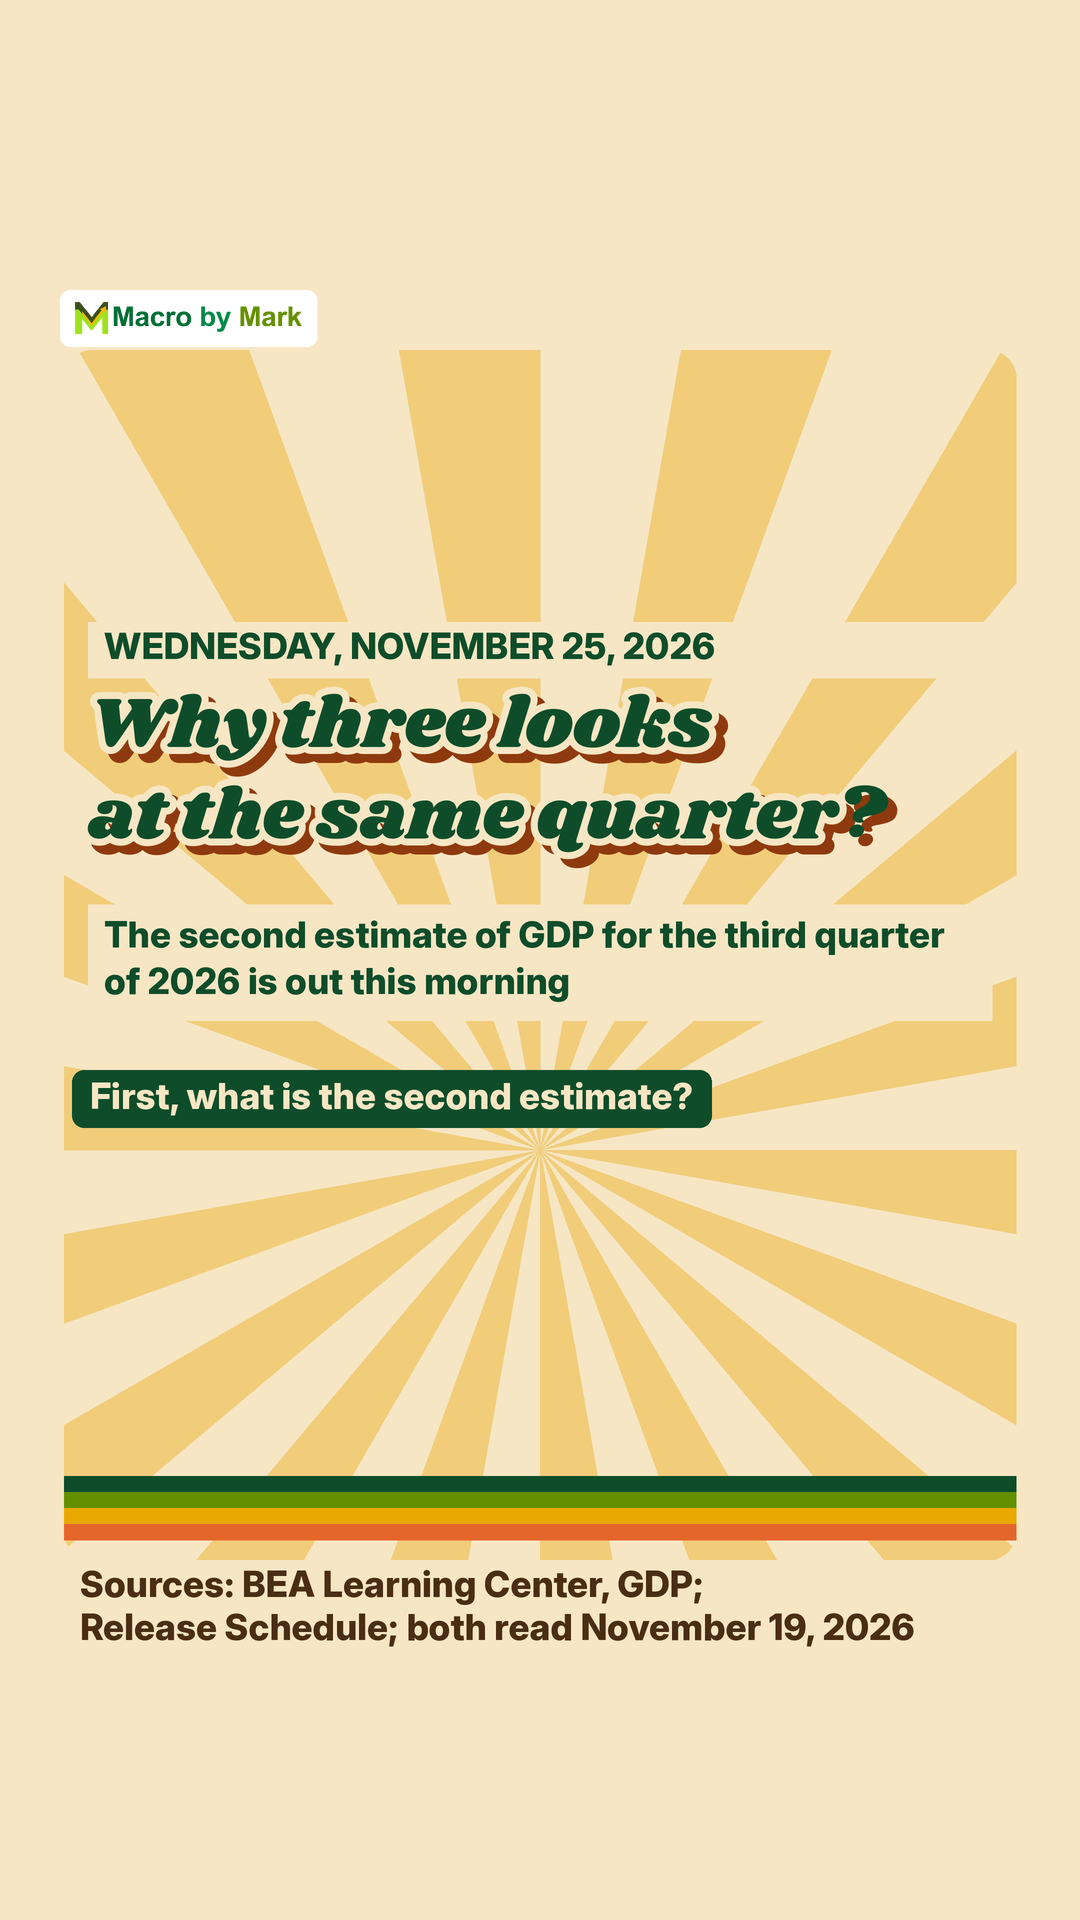 Macro by Mark
WEDNESDAY, NOVEMBER 25, 2026
Why three looks
at the same quarter?
The second estimate of GDP for the third quarter
of 2026 is out this morning
First, what is the second estimate?
Sources: BEA Learning Center, GDP;
Release Schedule; both read November 19, 2026